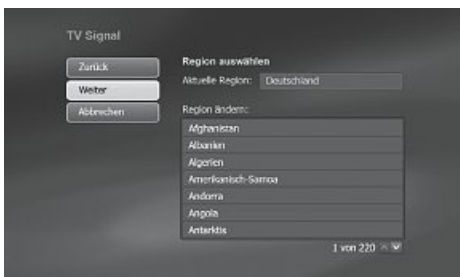 TV Signal
Zurück
Weiter
Abbrechen
Region auswählen
Aktuelle Region: Deutschland
Region ändern:
Afghanistan
Albanien
Algerien
Amerikanisch-Samoa
Andorra
Angola
Antarktis
1 von 220